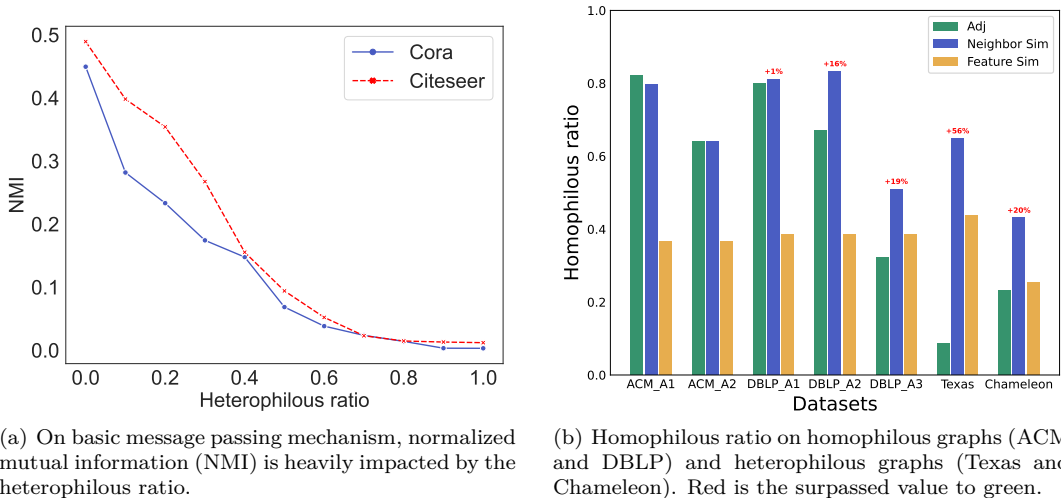 0.5
0.4
0.3
0.2
0.1
0.0
NMI
Cora
Citeseer
0.0 0.2 0.4 0.6 0.8 1.0
Heterophilous ratio
(a) On basic message passing mechanism, normalized
mutual information (NMI) is heavily impacted by the
heterophilous ratio.
1.0
0.8
0.6
0.4
0.2
0.0
Homophilous ratio
Adj
Neighbor Sim
Feature Sim
+1%
+16%
+19%
+56%
+20%
ACM_A1 ACM_A2 DBLP_A1 DBLP_A2 DBLP_A3 Texas Chameleon
Datasets
(b) Homophilous ratio on homophilous graphs (ACM
and DBLP) and heterophilous graphs (Texas and
Chameleon). Red is the surpassed value to green.